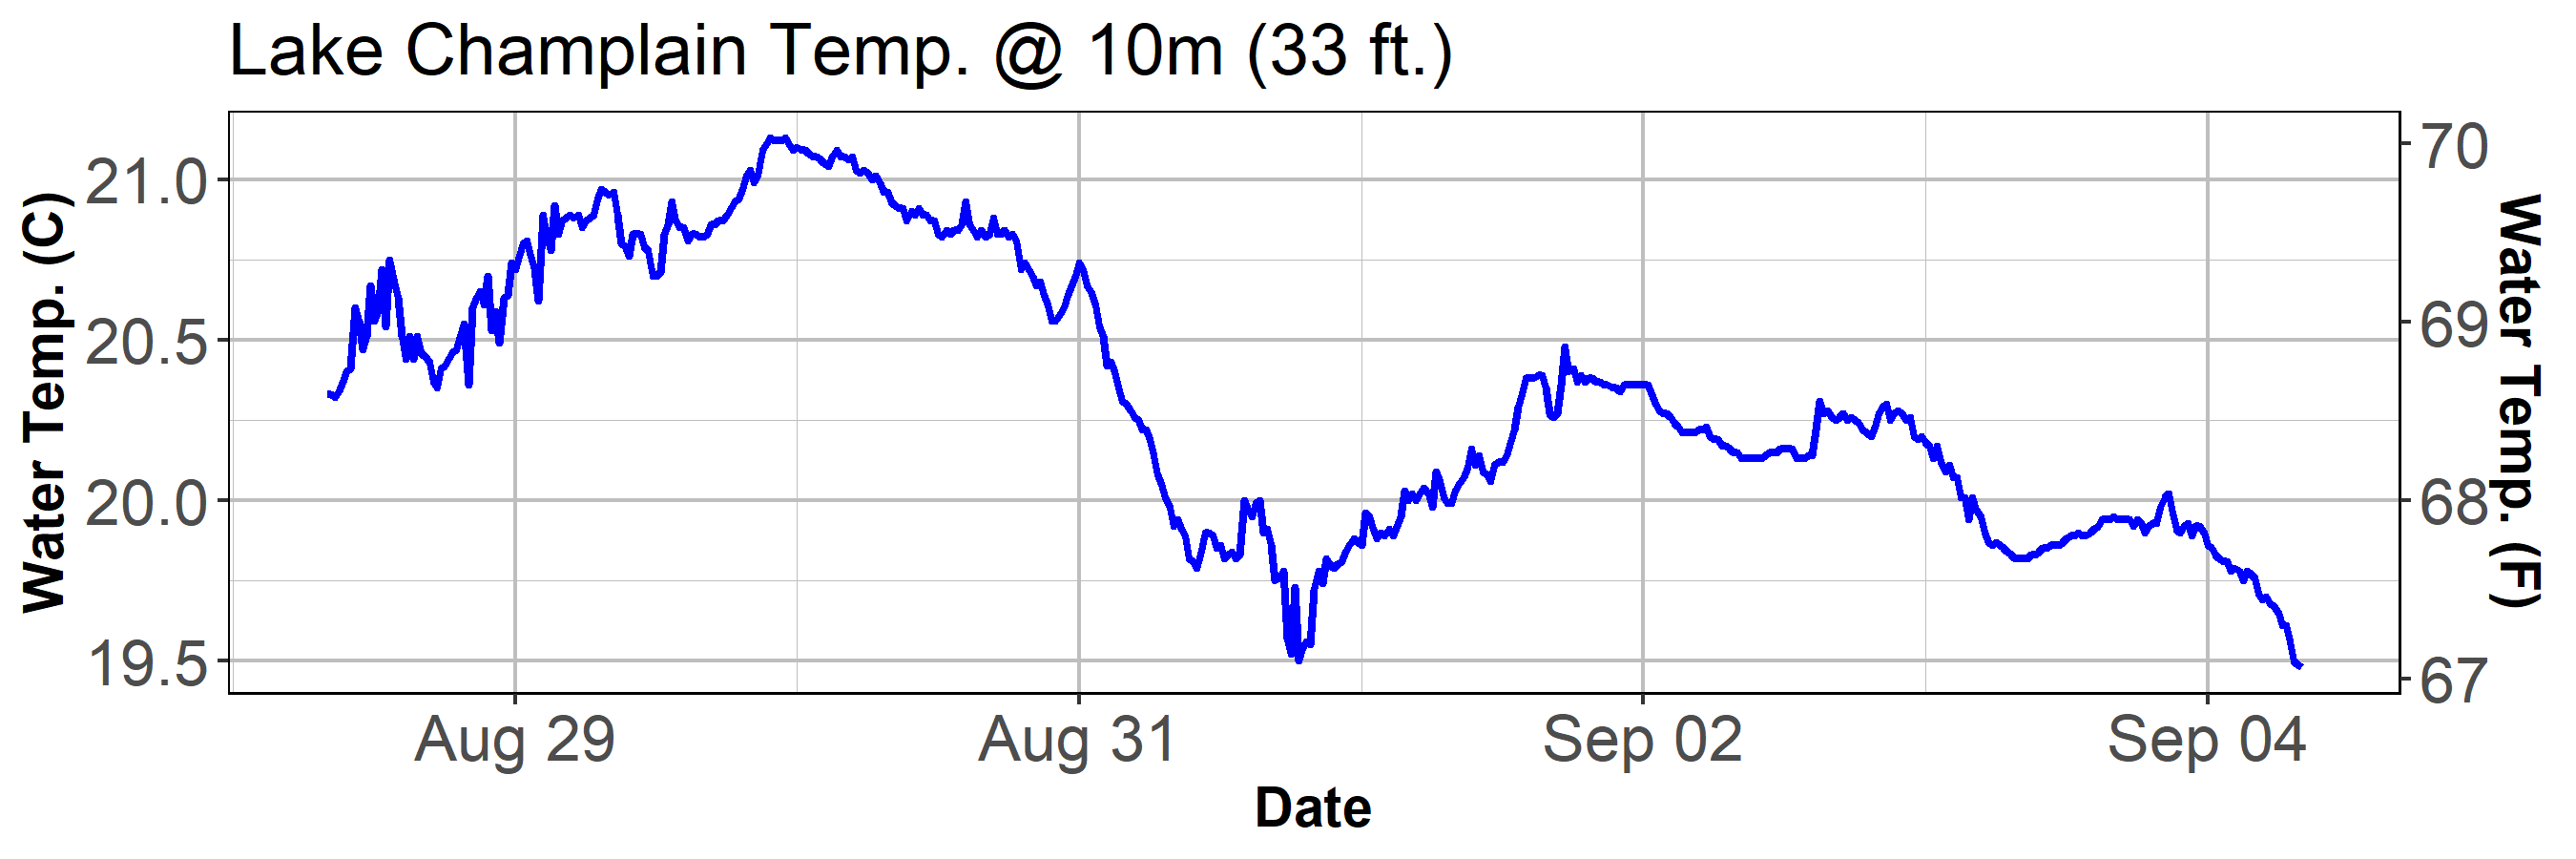 Lake Champlain Temp. @ 10m (33 ft.)
Water Temp. (C)
21.0
20.5
20.0
19.5
70
69
68
67
Water Temp. (F)
Aug 29 Aug 31 Sep 02 Sep 04
Date